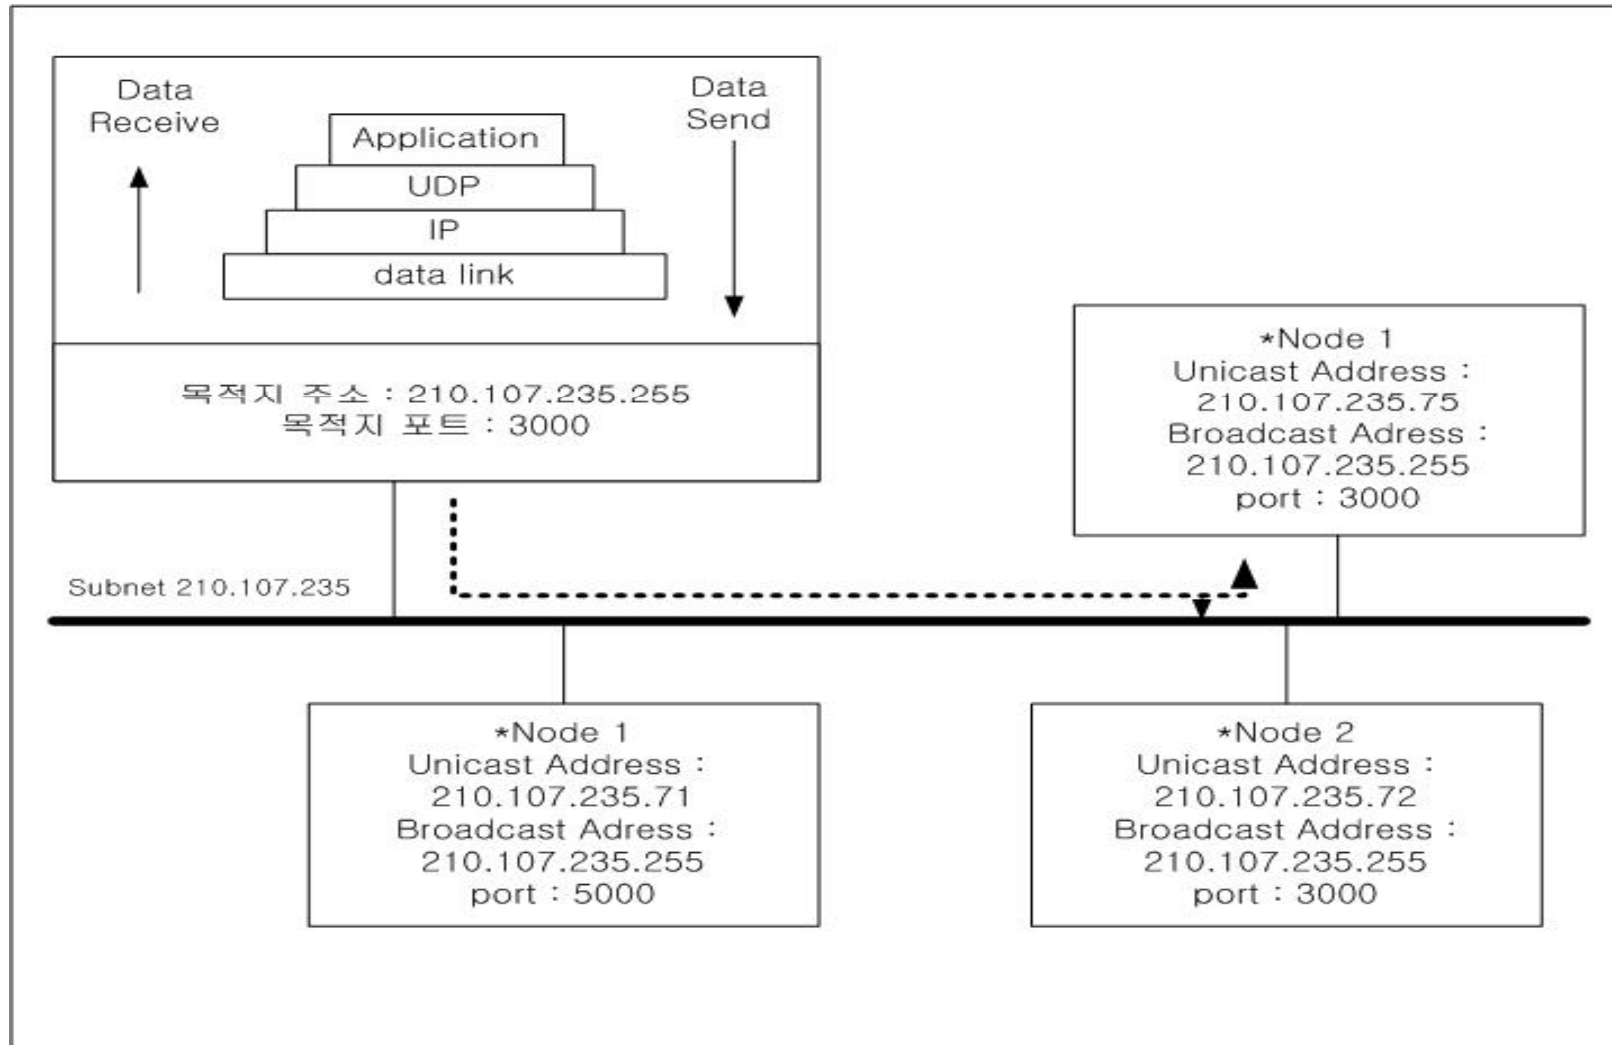 Data
Receive
Application
UDP
IP
data link
Data
Send
목적지 주소 : 210.107.235.255
목적지 포트 : 3000
*Node 1
Unicast Address :
210.107.235.75
Broadcast Adress :
210.107.235.255
port : 3000
Subnet 210.107.235
*Node 1
Unicast Address :
210.107.235.71
Broadcast Adress :
210.107.235.255
port : 5000
*Node 2
Unicast Address :
210.107.235.72
Broadcast Adress :
210.107.235.255
port : 3000